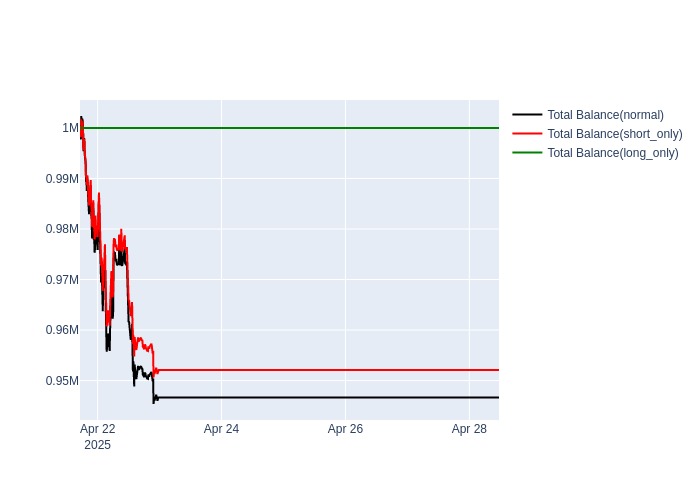 Total Balance(normal)
Total Balance(short_only)
Total Balance(long_only)
1M
0.99M
0.98M
0.97M
0.96M
0.95M
Apr 22
2025
Apr 24
Apr 26
Apr 28